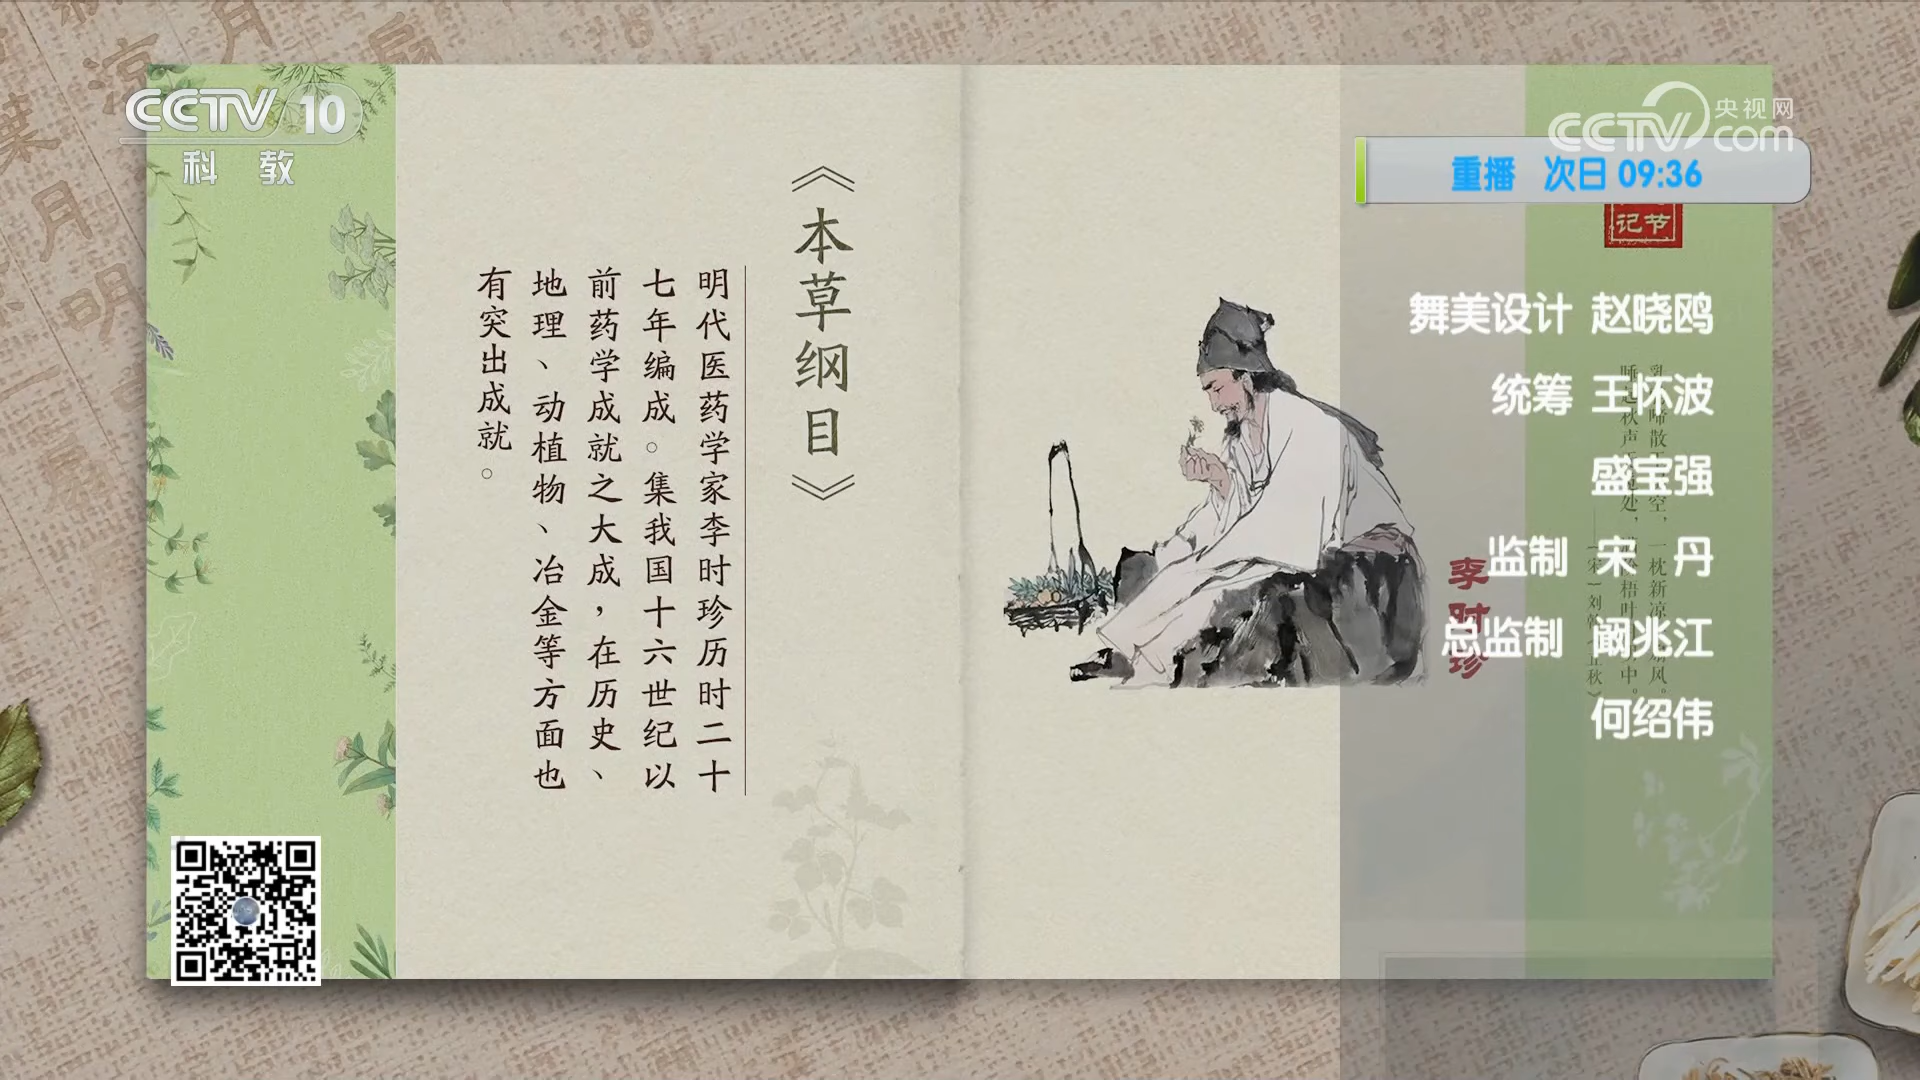 CCTV 10
科 教
央视网
CCTV.com
重播 次日 09:36
记节
《本草纲目》
明代医药学家李时珍历时二十
七年编成。集我国十六世纪以
前药学成就之大成，在历史、
地理、动植物、冶金等方面也
有突出成就。
李时珍
舞美设计 赵晓鸥
统筹 王怀波
盛宝强
监制 宋 丹
总监制 阚兆江
何绍伟